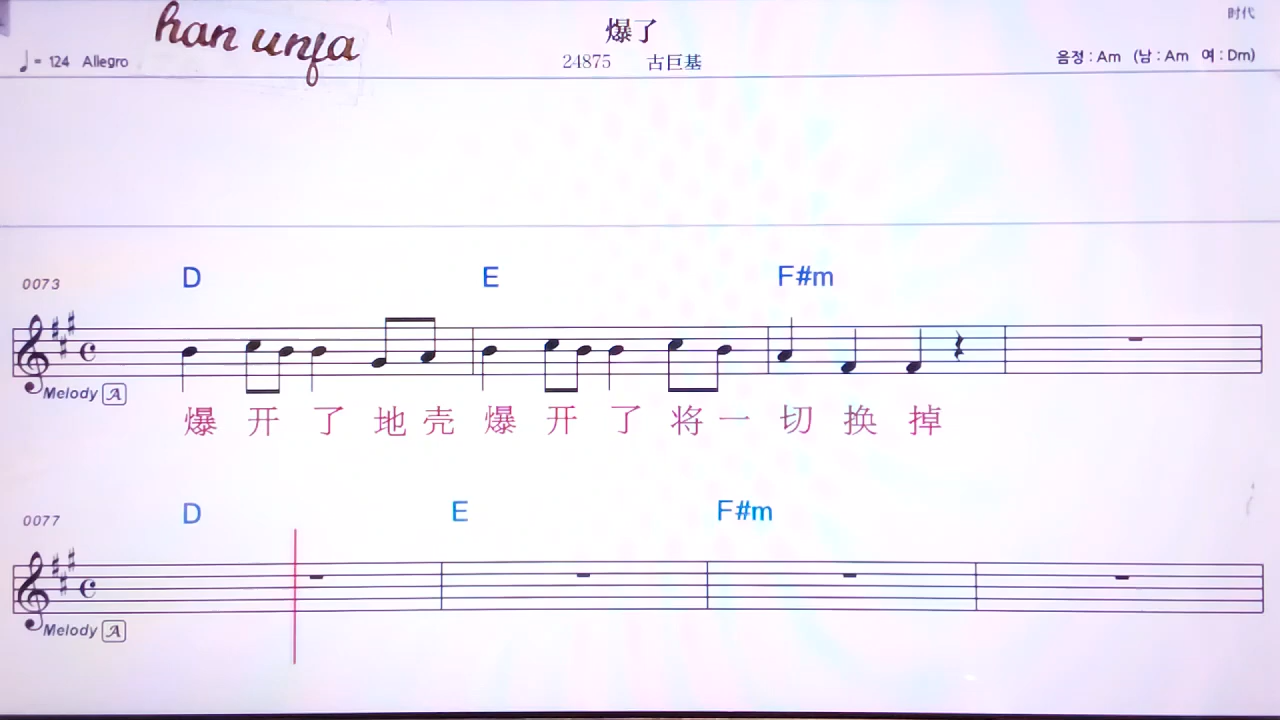 han unfa
爆了
时代
♩ = 124 Allegro
24875 古巨基
음정 : Am (남 : Am 여 : Dm)
0073
D E F#m
Melody A
爆 开 了 地 壳 爆 开 了 将 一 切 换 掉
0077
D E F#m
Melody A